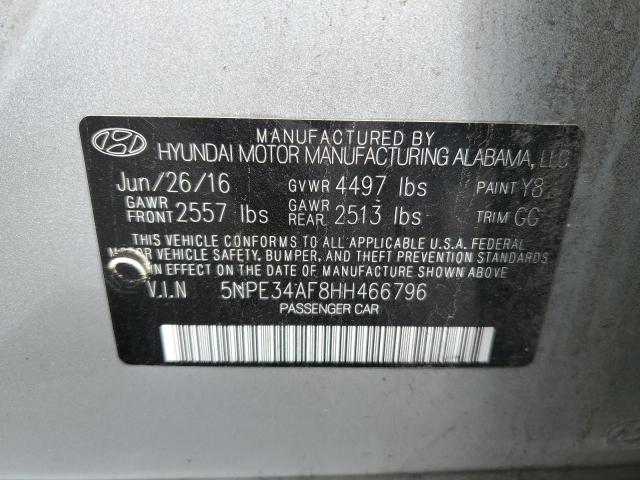 MANUFACTURED BY
HYUNDAI MOTOR MANUFACTURING ALABAMA, LLC
Jun/26/16 GVWR 4497 lbs PAINT Y8
GAWR FRONT 2557 lbs GAWR REAR 2513 lbs TRIM GG
THIS VEHICLE CONFORMS TO ALL APPLICABLE U.S.A. FEDERAL
MOTOR VEHICLE SAFETY, BUMPER, AND THEFT PREVENTION STANDARDS
IN EFFECT ON THE DATE OF MANUFACTURE SHOWN ABOVE.
V.I.N 5NPE34AF8HH466796
PASSENGER CAR